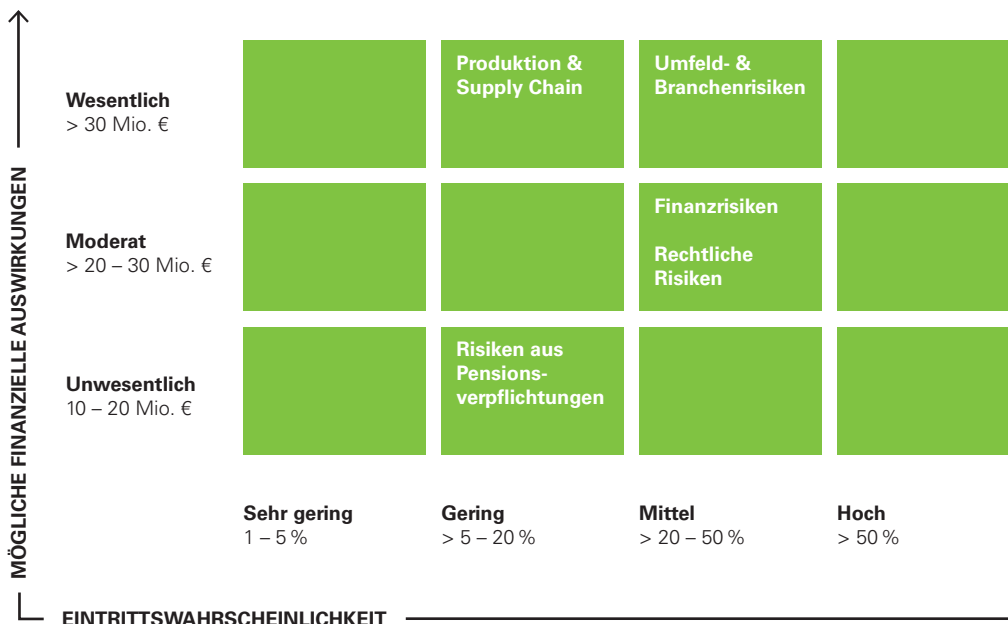 MÖGLICHE FINANZIELLE AUSWIRKUNGEN
Wesentlich
> 30 Mio. €
Produktion &
Supply Chain
Umfeld- &
Branchenrisiken
Moderat
> 20 – 30 Mio. €
Finanzrisiken
Rechtliche
Risiken
Unwesentlich
10 – 20 Mio. €
Risiken aus
Pensions-
verpflichtungen
Sehr gering
1 – 5 %
Gering
> 5 – 20 %
Mittel
> 20 – 50 %
Hoch
> 50 %
EINTRITTSWAHRSCHEINLICHKEIT